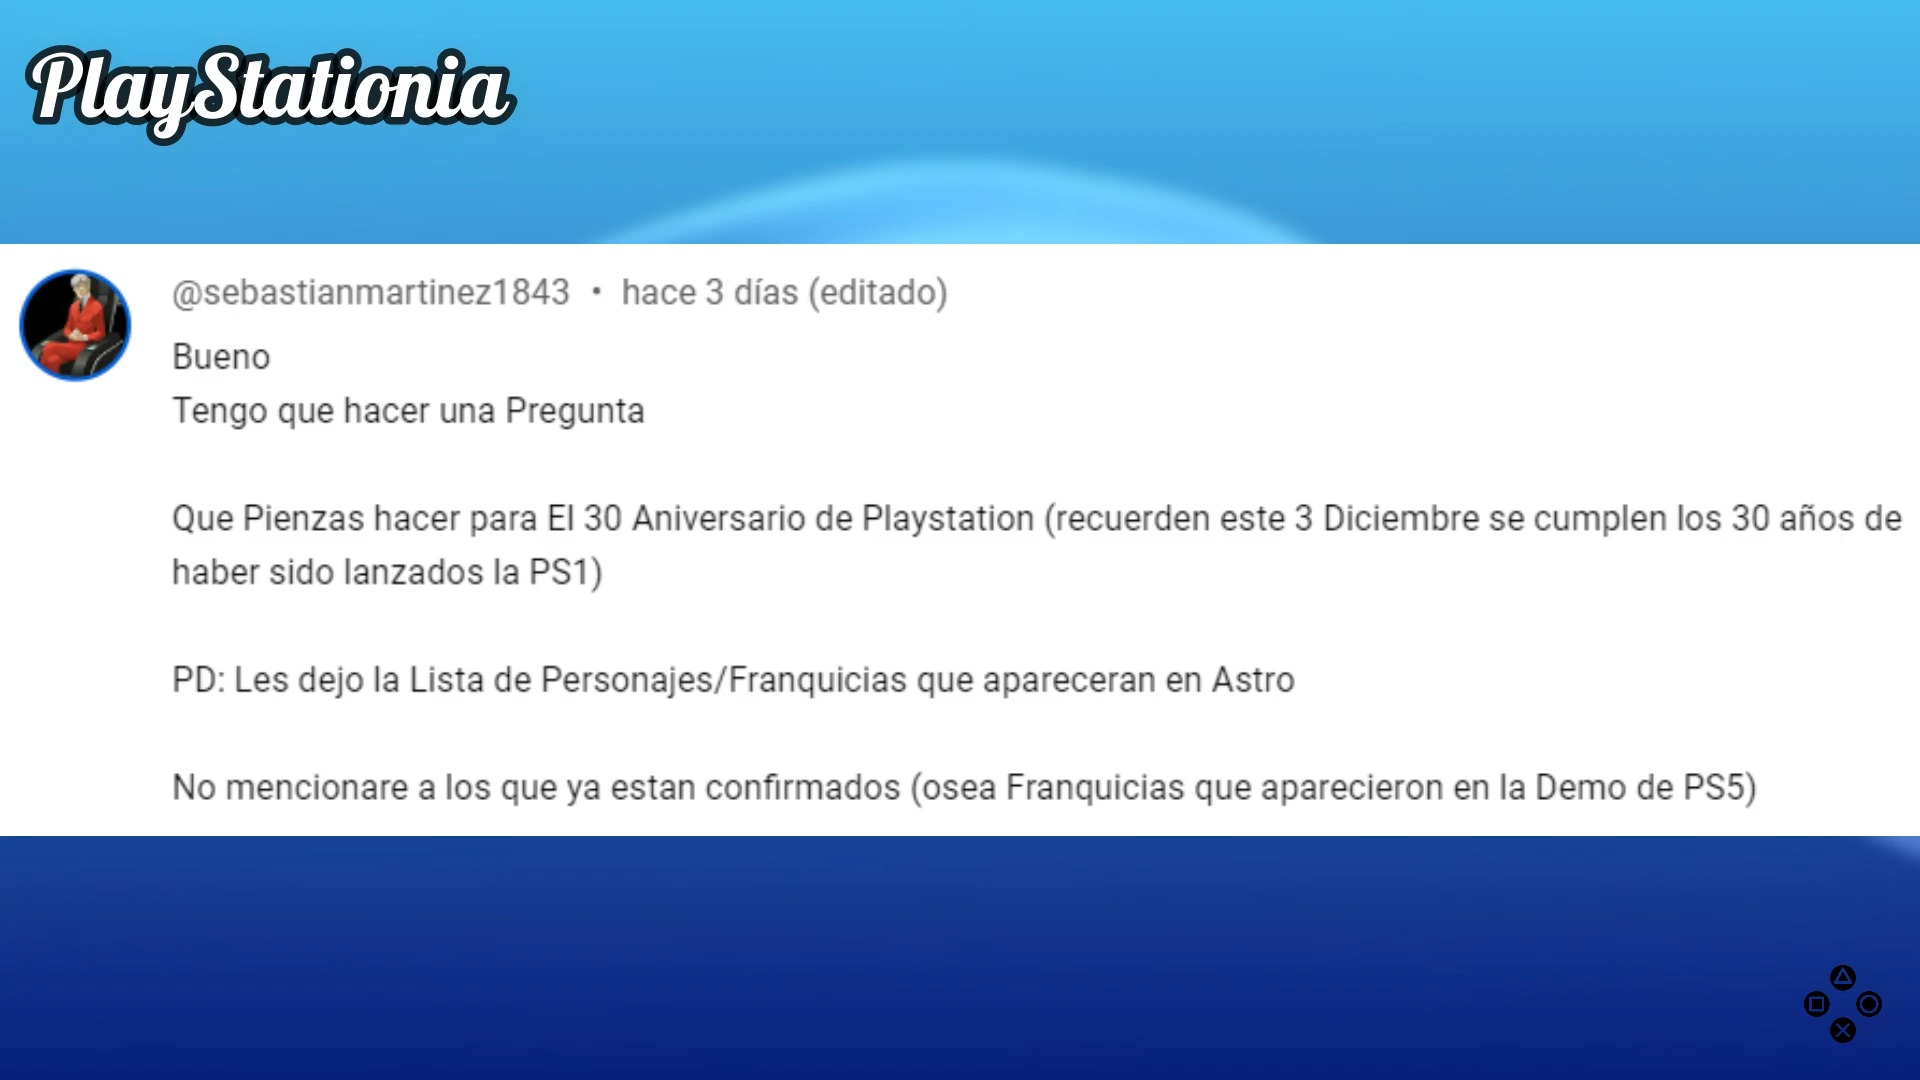 PlayStationia
@sebastianmartinez1843 • hace 3 días (editado)
Bueno
Tengo que hacer una Pregunta
Que Pienzas hacer para El 30 Aniversario de Playstation (recuerden este 3 Diciembre se cumplen los 30 años de
haber sido lanzados la PS1)
PD: Les dejo la Lista de Personajes/Franquicias que apareceran en Astro
No mencionare a los que ya estan confirmados (osea Franquicias que aparecieron en la Demo de PS5)